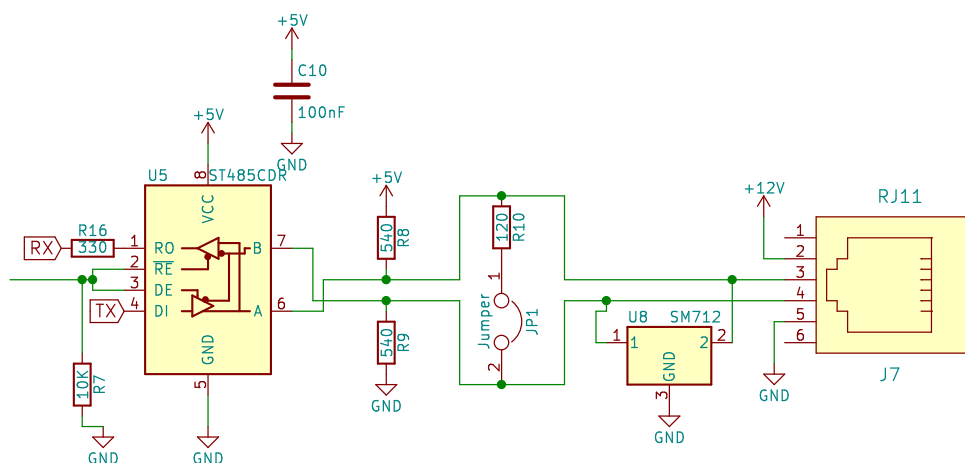 +5V
C10
100nF
GND
+5V
U5
ST485CDR
8
VCC
R16
RX
330
1
RO
B
7
2
RE
3
DE
TX
4
DI
A
6
GND
5
GND
10K
R7
GND
+5V
540
R8
540
R9
GND
120
R10
1
Jumper
JP1
2
U8
SM712
1
1
2
2
GND
3
GND
+12V
RJ11
1
2
3
4
5
6
GND
J7